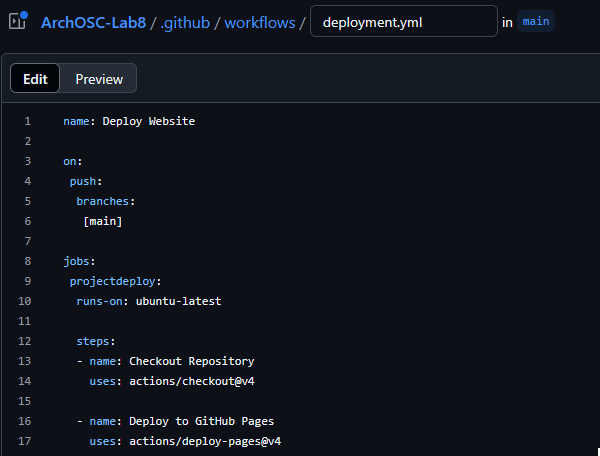 ArchOSC-Lab8 / .github / workflows / deployment.yml in main
Edit Preview
1 name: Deploy Website
2
3 on:
4 push:
5 branches:
6 [main]
7
8 jobs:
9 projectdeploy:
10 runs-on: ubuntu-latest
11
12 steps:
13 - name: Checkout Repository
14 uses: actions/checkout@v4
15
16 - name: Deploy to GitHub Pages
17 uses: actions/deploy-pages@v4